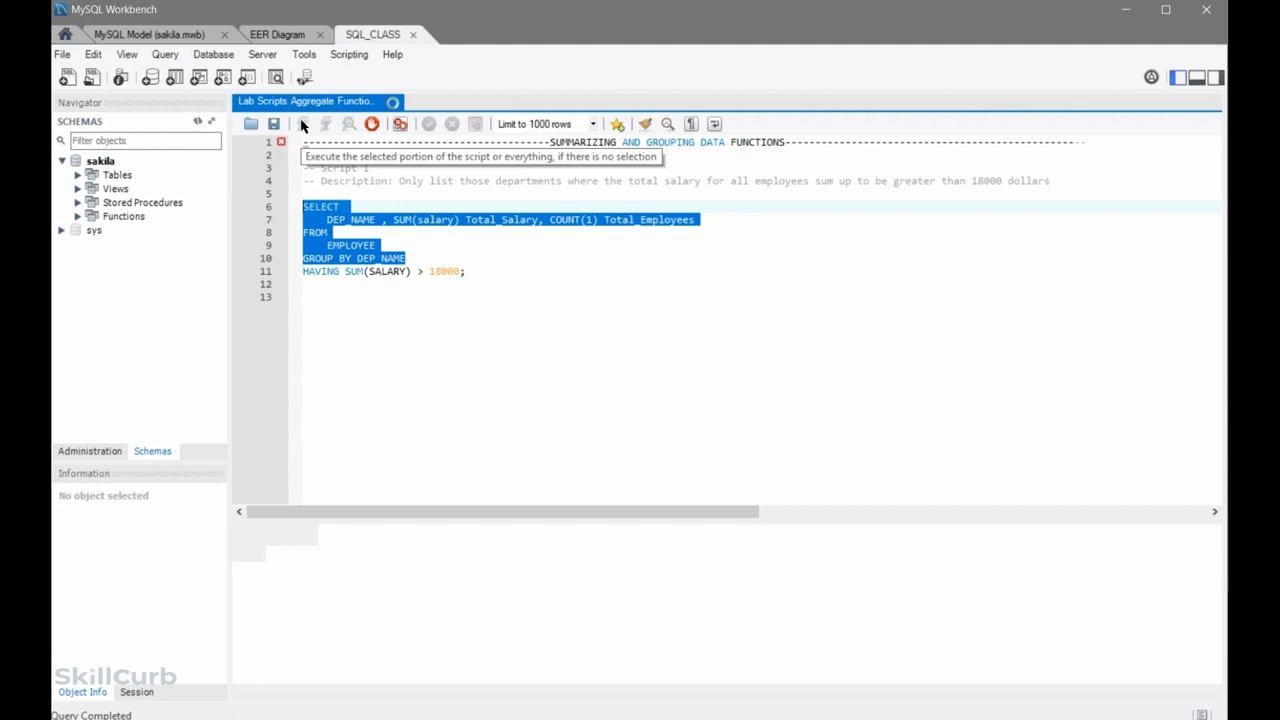 MySQL Workbench
MySQL Model (sakila.mwb)
EER Diagram
SQL_CLASS
File Edit View Query Database Server Tools Scripting Help
Navigator
SCHEMAS
Filter objects
sakila
Tables
Views
Stored Procedures
Functions
sys
Administration Schemas
Information
No object selected
Lab Scripts Aggregate Functio..
Limit to 1000 rows
1 -------------------------------------------------SUMMARIZING AND GROUPING DATA FUNCTIONS--------------------------------------------------
Execute the selected portion of the script or everything, if there is no selection
2
3 -- Script 1
4 -- Description: Only list those departments where the total salary for all employees sum up to be greater than 18000 dollars
5
6 SELECT
7 DEP_NAME , SUM(salary) Total_Salary, COUNT(1) Total_Employees
8 FROM
9 EMPLOYEE
10 GROUP BY DEP_NAME
11 HAVING SUM(SALARY) > 18000;
12
13
SkillCurb
Object Info Session
Query Completed